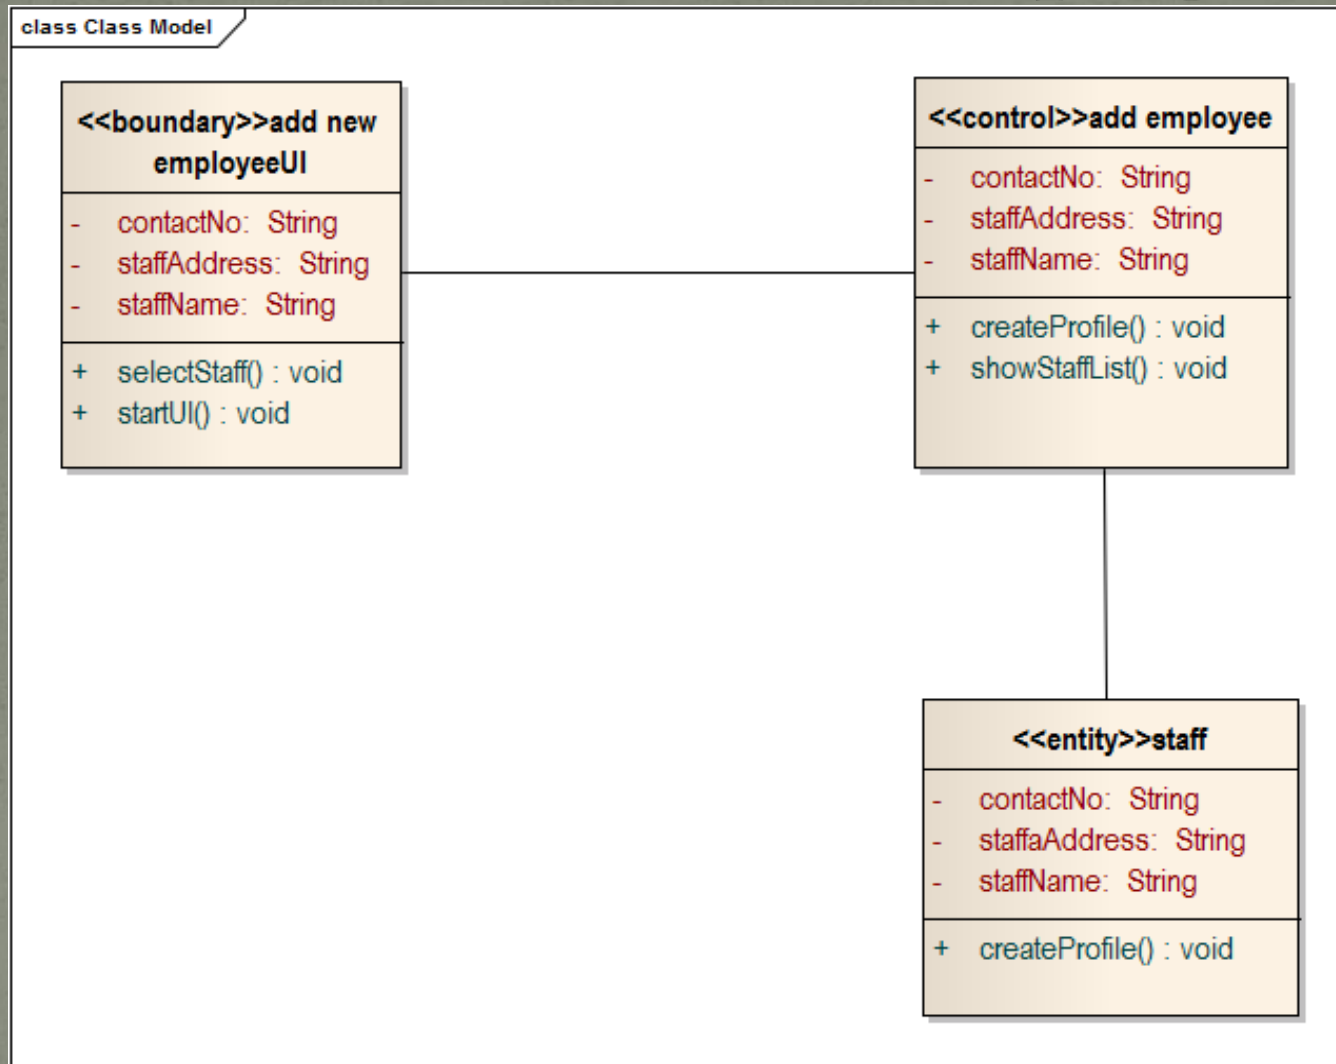 class Class Model
<<boundary>>add new
employeeUI
- contactNo: String
- staffAddress: String
- staffName: String
+ selectStaff() : void
+ startUI() : void
<<control>>add employee
- contactNo: String
- staffAddress: String
- staffName: String
+ createProfile() : void
+ showStaffList() : void
<<entity>>staff
- contactNo: String
- staffaAddress: String
- staffName: String
+ createProfile() : void